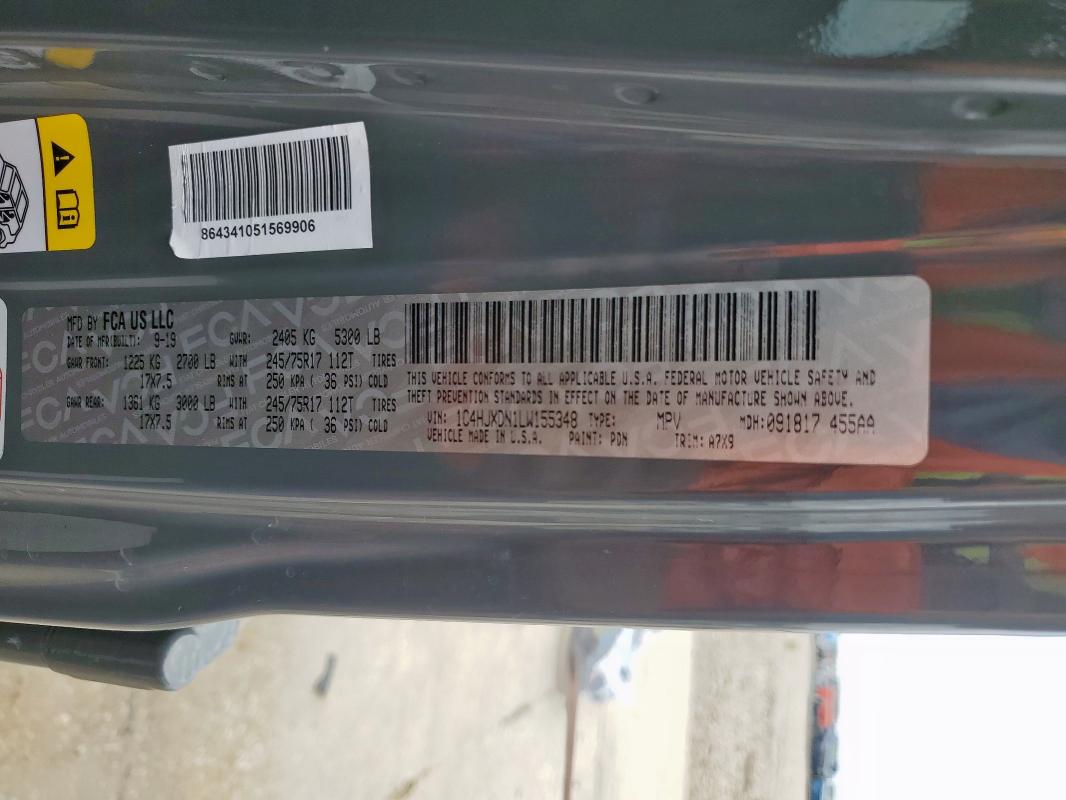 864341051569906
MFD BY FCA US LLC
DATE OF MFR(BUILT): 9-19 GVWR: 2405 KG 5300 LB
GAWR FRONT: 1225 KG 2700 LB WITH 245/75R17 112T TIRES
17X7.5 RIMS AT 250 KPA ( 36 PSI) COLD
GAWR REAR: 1361 KG 3000 LB WITH 245/75R17 112T TIRES
17X7.5 RIMS AT 250 KPA ( 36 PSI) COLD
THIS VEHICLE CONFORMS TO ALL APPLICABLE U.S.A. FEDERAL MOTOR VEHICLE SAFETY AND
THEFT PREVENTION STANDARDS IN EFFECT ON THE DATE OF MANUFACTURE SHOWN ABOVE.
VIN: 1C4HJXDN1LW155348 TYPE: MPV MDH:091817 455AA
VEHICLE MADE IN U.S.A. PAINT: PDN TRIM: A7X9